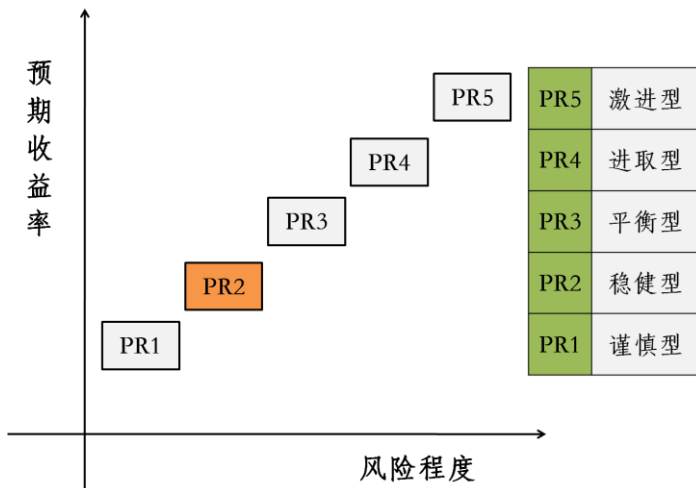 预期收益率
PR5
PR4
PR3
PR2
PR1
风险程度
PR5 激进型
PR4 进取型
PR3 平衡型
PR2 稳健型
PR1 谨慎型